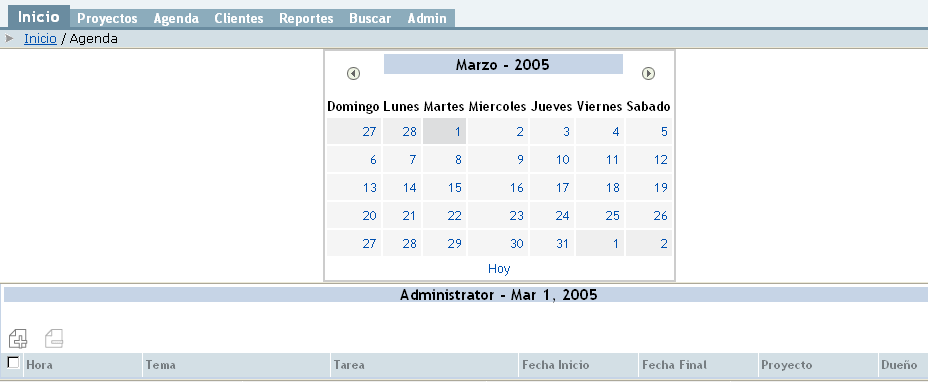 Inicio Proyectos Agenda Clientes Reportes Buscar Admin
Inicio / Agenda
Marzo - 2005
Domingo Lunes Martes Miercoles Jueves Viernes Sabado
27 28 1 2 3 4 5
6 7 8 9 10 11 12
13 14 15 16 17 18 19
20 21 22 23 24 25 26
27 28 29 30 31 1 2
Hoy
Administrator - Mar 1, 2005
Hora Tema Tarea Fecha Inicio Fecha Final Proyecto Dueño